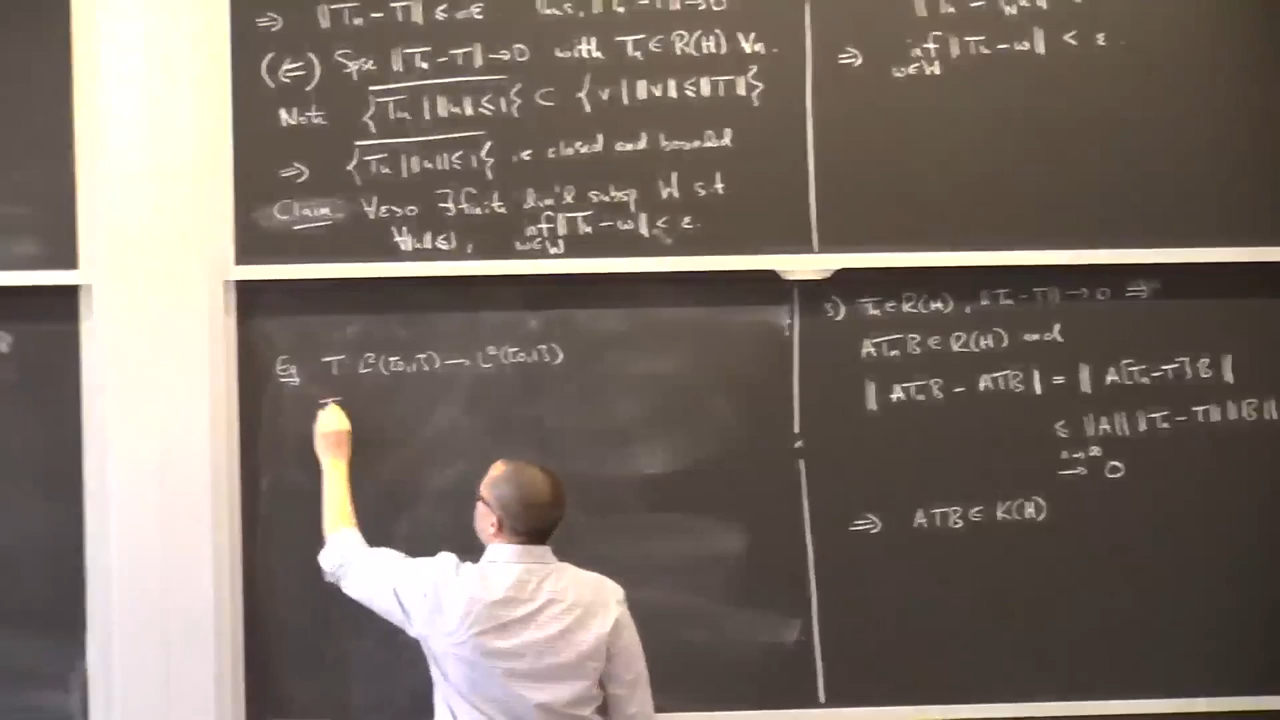 ⇒ ‖Tₙ - T‖ ≤
(⇐) Spse ‖Tₙ - T‖ → 0 with Tₙ ∈ R(H) ∀n.
Note {Tu | ‖u‖ ≤ 1} ⊂ {v | ‖v‖ ≤ ‖T‖}
⇒ {Tu | ‖u‖ ≤ 1} is closed and bounded
Claim ∀ε>0 ∃ finite dim'l subsp W s.t
∀‖u‖≤1, inf ‖Tu - w‖ < ε.
w∈W
⇒ inf ‖Tu - w‖ < ε.
w∈W
Eg T L²([0,1]) → L²([0,1])
T
3) Tₙ ∈ R(H), ‖Tₙ - T‖ → 0 ⇒
ATₙB ∈ R(H) and
‖ATₙB - ATB‖ = ‖A[Tₙ-T]B‖
≤ ‖A‖ ‖Tₙ - T‖ ‖B‖
n→∞
→ 0
⇒ ATB ∈ K(H)